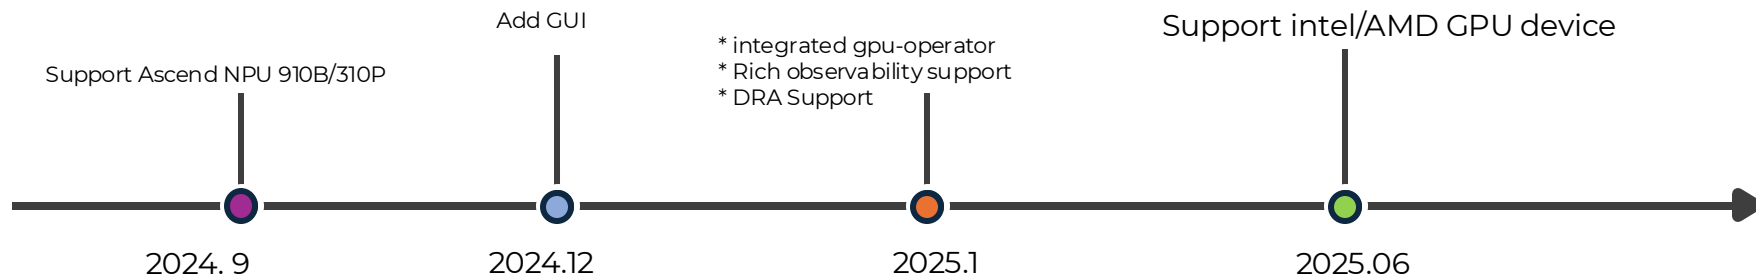 Support Ascend NPU 910B/310P
Add GUI
* integrated gpu-operator
* Rich observability support
* DRA Support
Support intel/AMD GPU device
2024. 9
2024.12
2025.1
2025.06